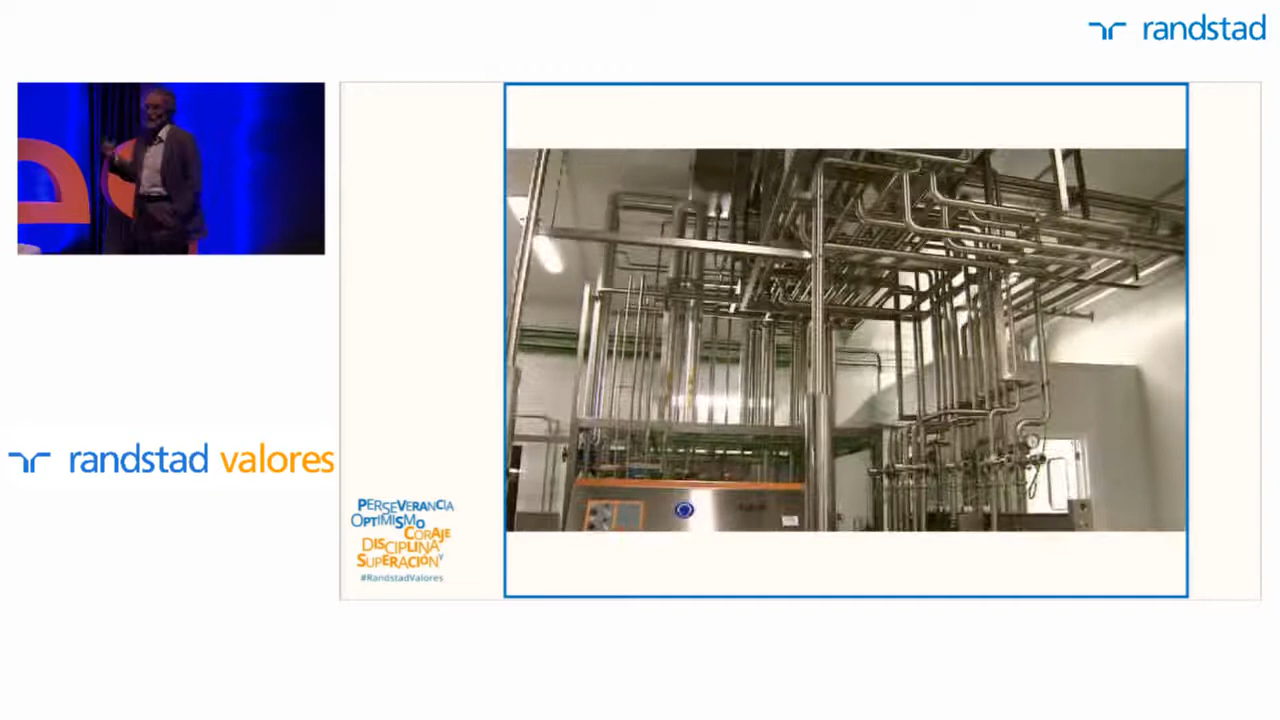 randstad
randstad valores
PERSEVERANCIA
OPTIMISMO
CORAJE
DISCIPLINA Y
SUPERACIÓN
#RandstadValores